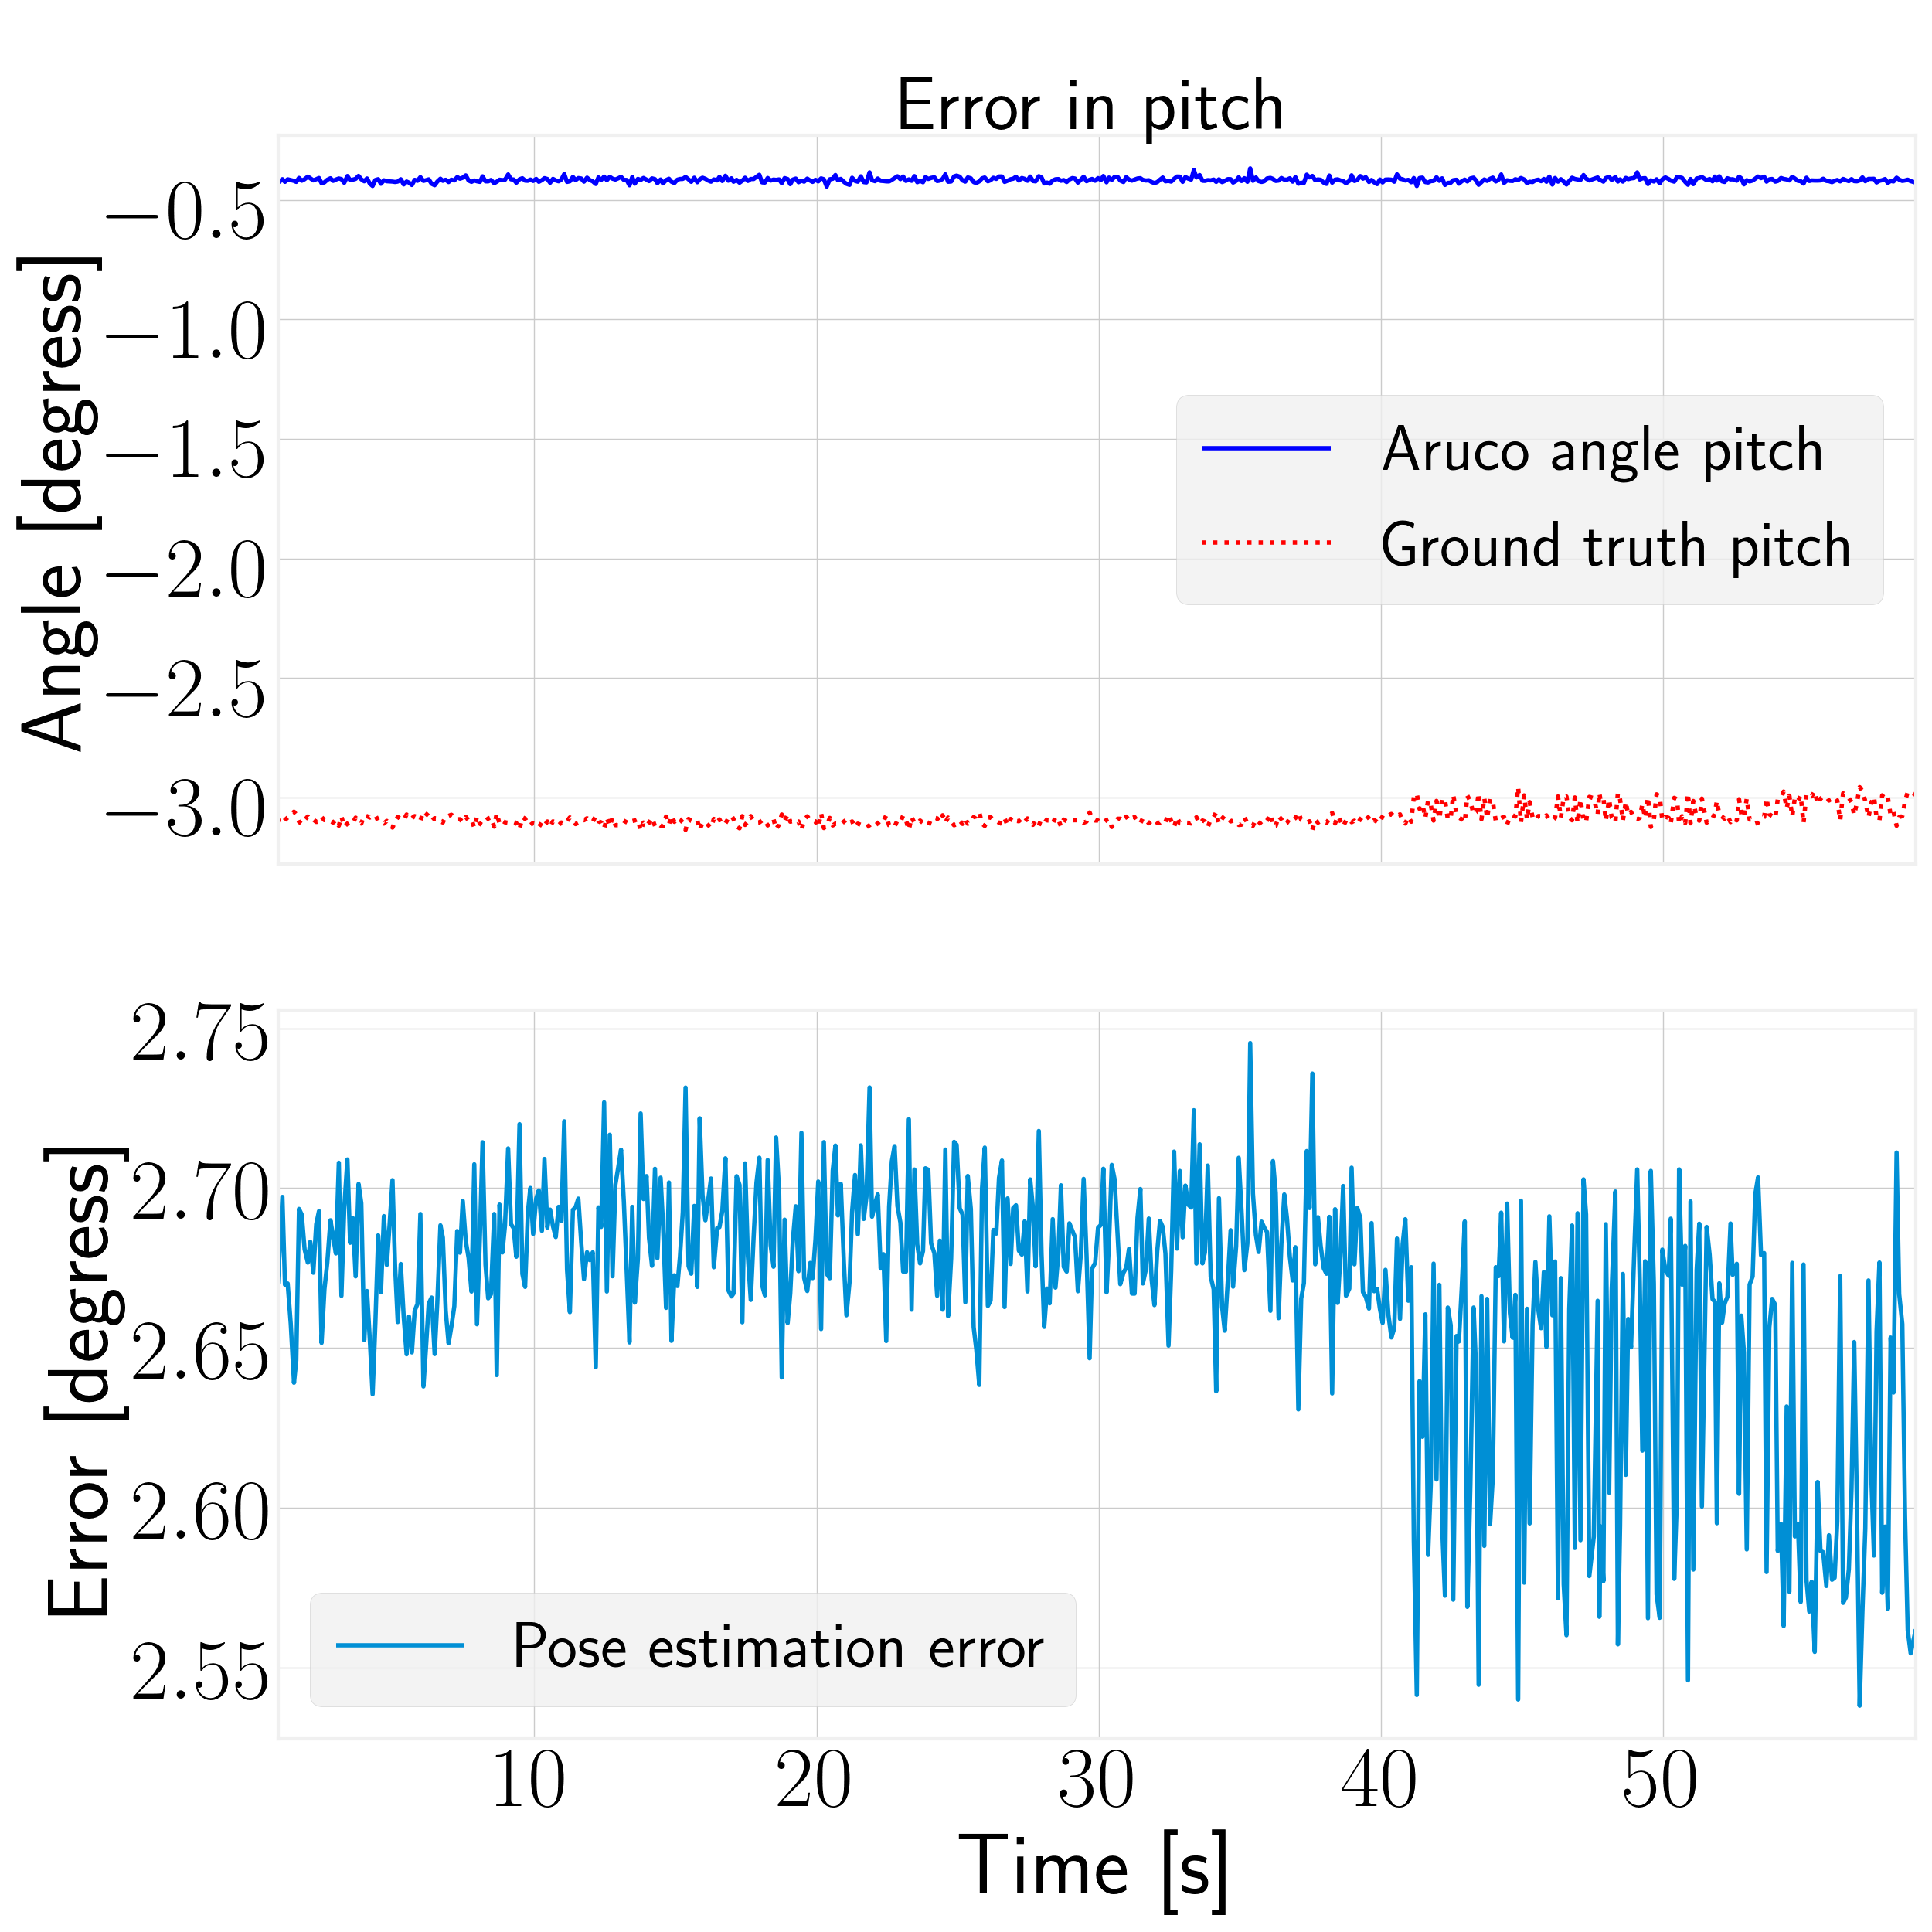 Error in pitch
Angle [degress]
−0.5
−1.0
−1.5
−2.0
−2.5
−3.0
Aruco angle pitch
Ground truth pitch
Error [degress]
2.75
2.70
2.65
2.60
2.55
Pose estimation error
10 20 30 40 50
Time [s]